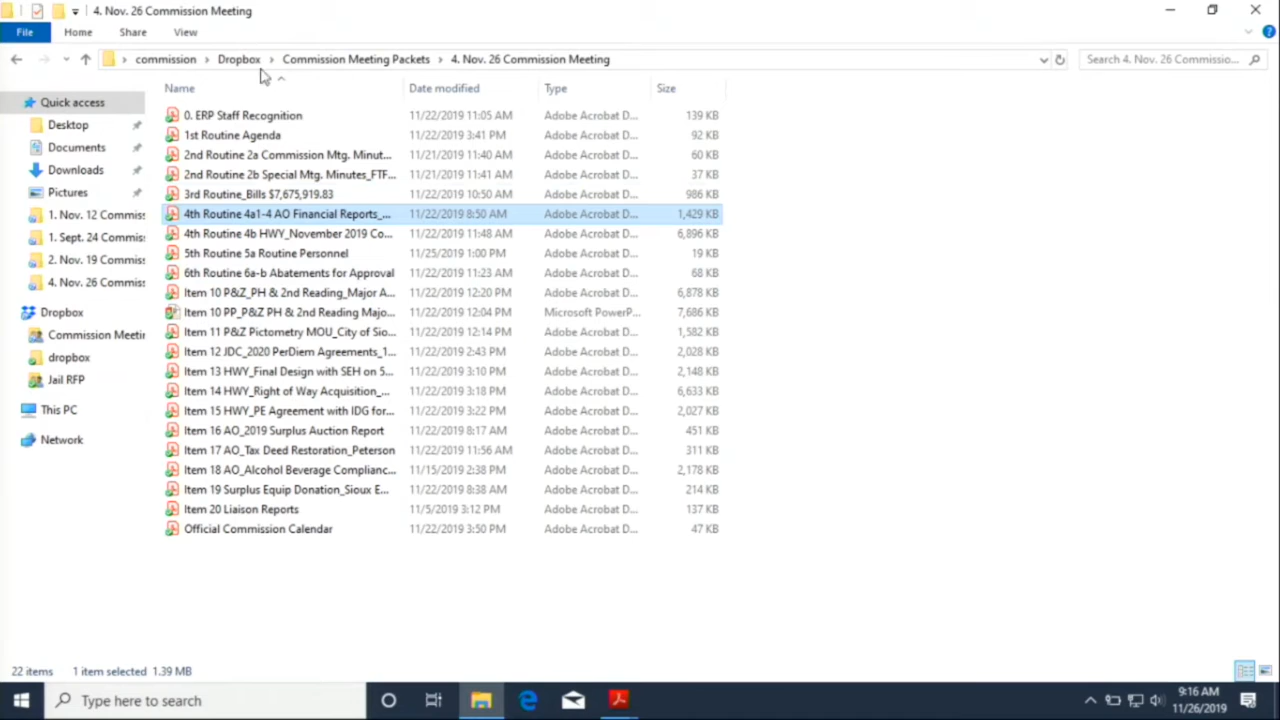 4. Nov. 26 Commission Meeting
File Home Share View
commission > Dropbox > Commission Meeting Packets > 4. Nov. 26 Commission Meeting
Search 4. Nov. 26 Commissio...
Name Date modified Type Size
Quick access
Desktop
Documents
Downloads
Pictures
1. Nov. 12 Commis
1. Sept. 24 Commis
2. Nov. 19 Commis
4. Nov. 26 Commis
Dropbox
Commission Meetin
dropbox
Jail RFP
This PC
Network
0. ERP Staff Recognition 11/22/2019 11:05 AM Adobe Acrobat D... 139 KB
1st Routine Agenda 11/22/2019 3:41 PM Adobe Acrobat D... 92 KB
2nd Routine 2a Commission Mtg. Minut... 11/21/2019 11:40 AM Adobe Acrobat D... 60 KB
2nd Routine 2b Special Mtg. Minutes_FTF... 11/21/2019 11:41 AM Adobe Acrobat D... 37 KB
3rd Routine_Bills $7,675,919.83 11/22/2019 10:50 AM Adobe Acrobat D... 986 KB
4th Routine 4a1-4 AO Financial Reports_... 11/22/2019 8:50 AM Adobe Acrobat D... 1,429 KB
4th Routine 4b HWY_November 2019 Co... 11/22/2019 11:48 AM Adobe Acrobat D... 6,896 KB
5th Routine 5a Routine Personnel 11/25/2019 1:00 PM Adobe Acrobat D... 19 KB
6th Routine 6a-b Abatements for Approval 11/22/2019 11:23 AM Adobe Acrobat D... 68 KB
Item 10 P&Z_PH & 2nd Reading_Major A... 11/22/2019 12:20 PM Adobe Acrobat D... 6,878 KB
Item 10 PP_P&Z PH & 2nd Reading Majo... 11/22/2019 12:04 PM Microsoft PowerP... 7,686 KB
Item 11 P&Z Pictometry MOU_City of Sio... 11/22/2019 12:14 PM Adobe Acrobat D... 1,582 KB
Item 12 JDC_2020 PerDiem Agreements_1... 11/22/2019 2:43 PM Adobe Acrobat D... 2,028 KB
Item 13 HWY_Final Design with SEH on 5... 11/22/2019 3:10 PM Adobe Acrobat D... 2,148 KB
Item 14 HWY_Right of Way Acquisition_... 11/22/2019 3:18 PM Adobe Acrobat D... 6,633 KB
Item 15 HWY_PE Agreement with IDG for... 11/22/2019 3:22 PM Adobe Acrobat D... 2,027 KB
Item 16 AO_2019 Surplus Auction Report 11/22/2019 8:17 AM Adobe Acrobat D... 451 KB
Item 17 AO_Tax Deed Restoration_Peterson 11/22/2019 11:56 AM Adobe Acrobat D... 311 KB
Item 18 AO_Alcohol Beverage Complianc... 11/15/2019 2:38 PM Adobe Acrobat D... 2,178 KB
Item 19 Surplus Equip Donation_Sioux E... 11/22/2019 8:38 AM Adobe Acrobat D... 214 KB
Item 20 Liaison Reports 11/5/2019 3:12 PM Adobe Acrobat D... 137 KB
Official Commission Calendar 11/22/2019 3:50 PM Adobe Acrobat D... 47 KB
22 items 1 item selected 1.39 MB
Type here to search
9:16 AM
11/26/2019